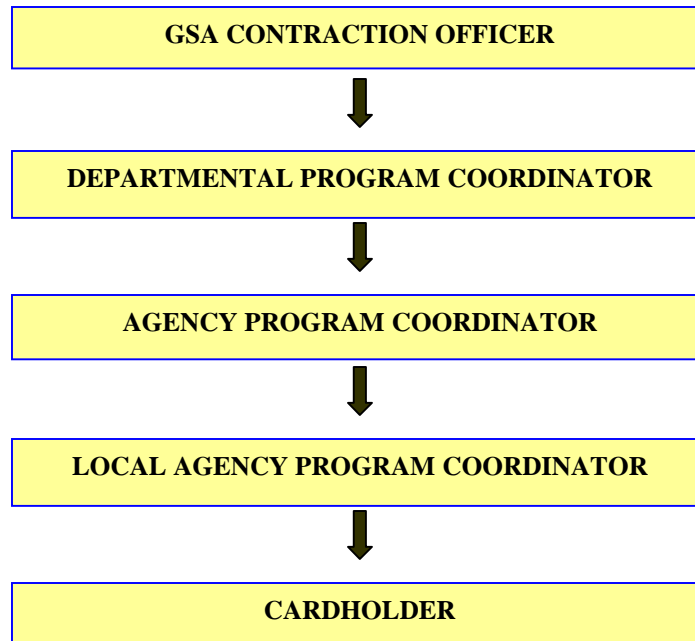 GSA CONTRACTION OFFICER
DEPARTMENTAL PROGRAM COORDINATOR
AGENCY PROGRAM COORDINATOR
LOCAL AGENCY PROGRAM COORDINATOR
CARDHOLDER